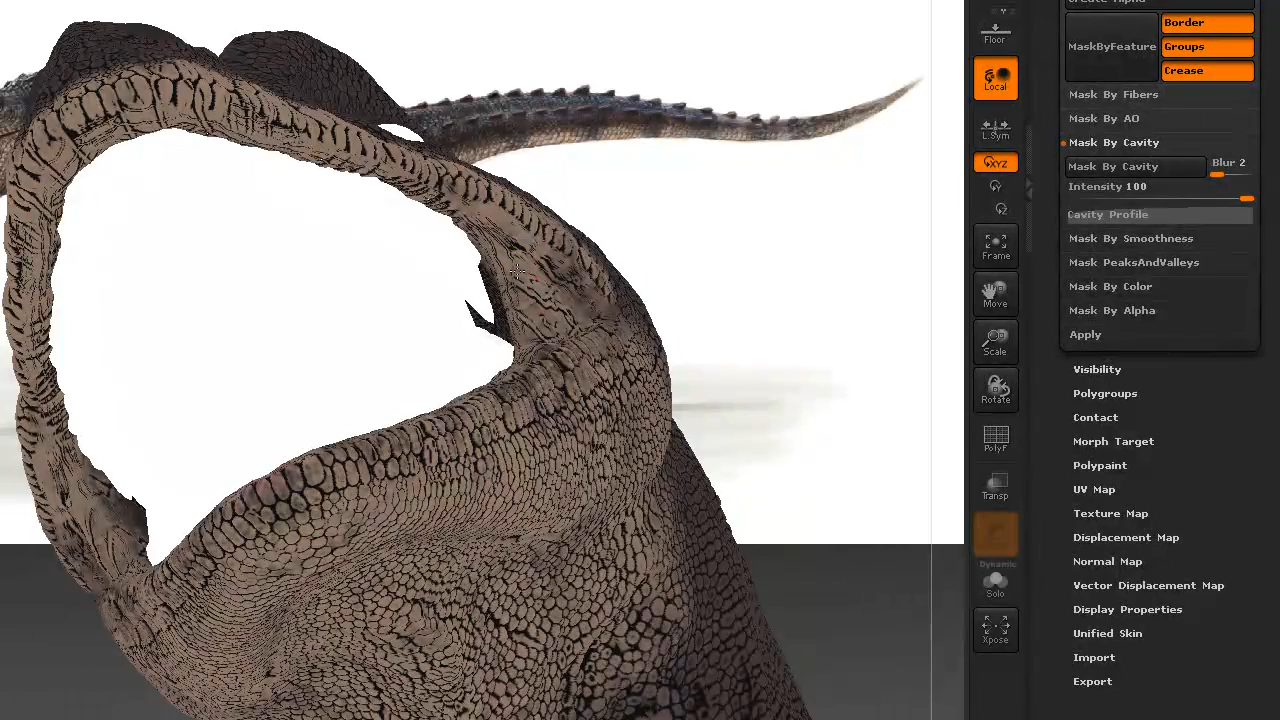 Create Alpha
Border
MaskByFeature
Groups
Crease
Mask By Fibers
Mask By AO
Mask By Cavity
Mask By Cavity Blur 2
Intensity 100
Cavity Profile
Mask By Smoothness
Mask PeaksAndValleys
Mask By Color
Mask By Alpha
Apply
Visibility
Polygroups
Contact
Morph Target
Polypaint
UV Map
Texture Map
Displacement Map
Normal Map
Vector Displacement Map
Display Properties
Unified Skin
Import
Export
Floor
Local
L.Sym
XYZ
Y
Z
Frame
Move
Scale
Rotate
PolyF
Transp
Dynamic
Solo
Xpose